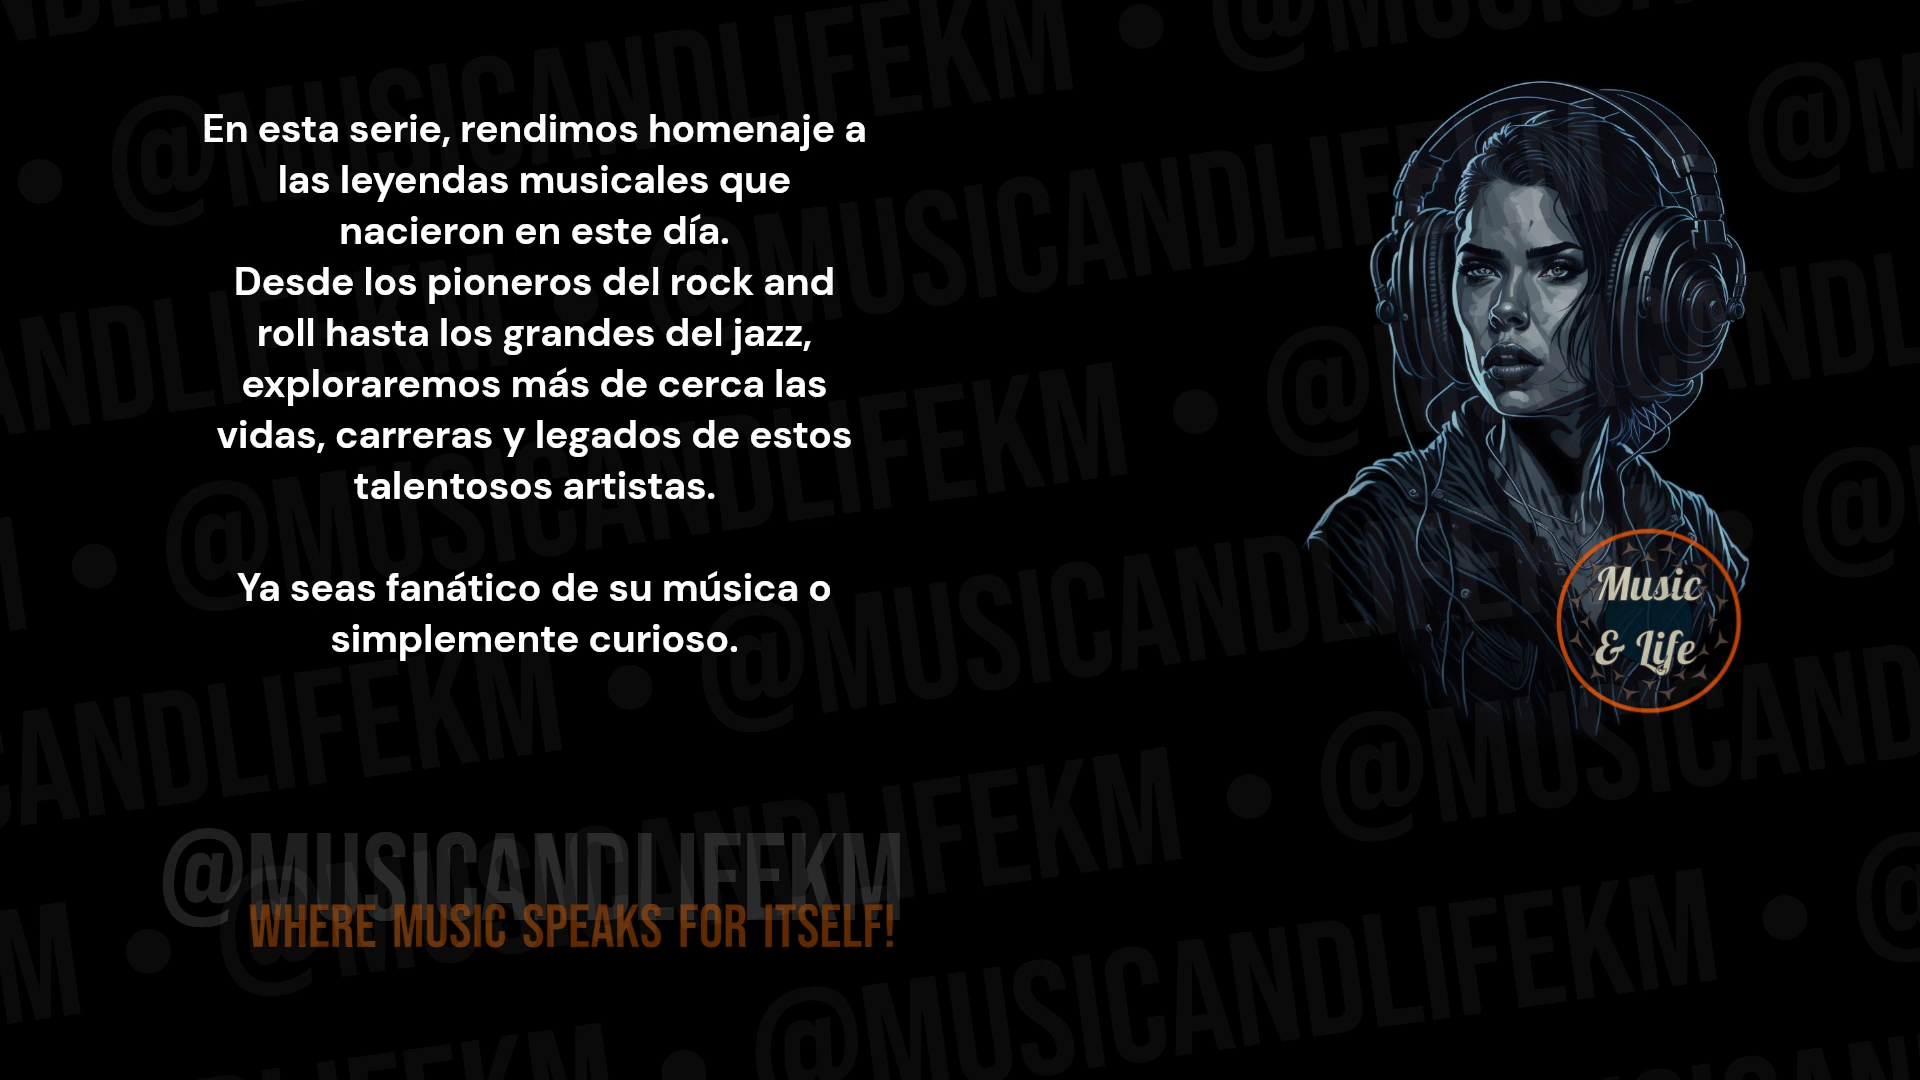 En esta serie, rendimos homenaje a
las leyendas musicales que
nacieron en este día.
Desde los pioneros del rock and
roll hasta los grandes del jazz,
exploraremos más de cerca las
vidas, carreras y legados de estos
talentosos artistas.
Ya seas fanático de su música o
simplemente curioso.
Music
& Life
@MUSICANDLIFEKM
WHERE MUSIC SPEAKS FOR ITSELF!